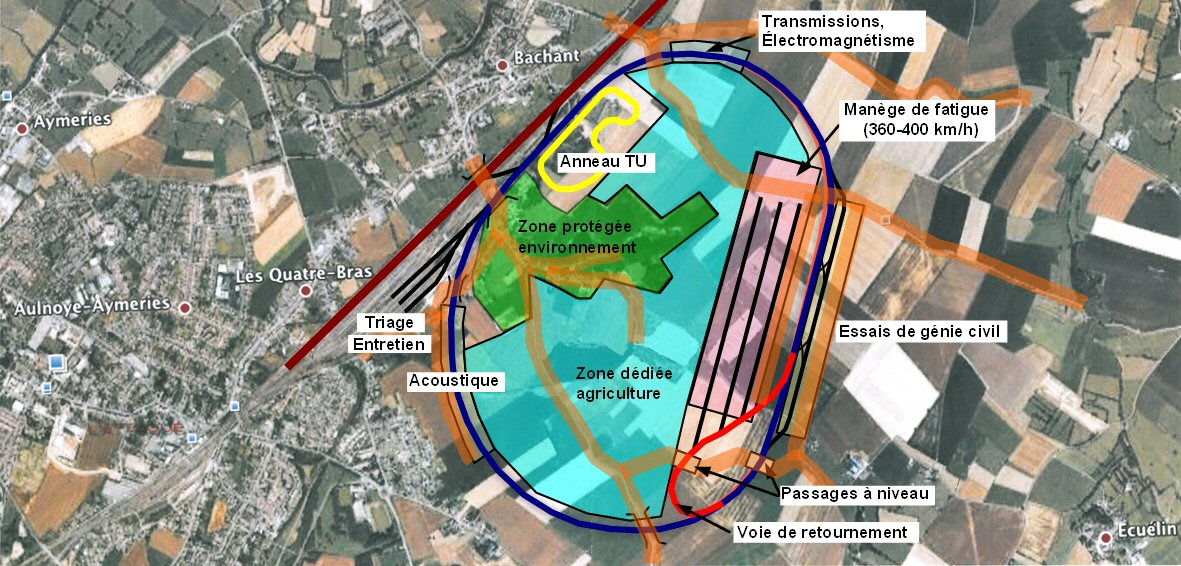 Transmissions,
Électromagnétisme
Bachant
Manège de fatigue
(360-400 km/h)
Aymeries
Anneau TU
Zone protégée
environnement
Les Quatre-Bras
Aulnoye-Aymeries
Triage
Entretien
Essais de génie civil
Acoustique
Zone dédiée
agriculture
Passages à niveau
Voie de retournement
Écuélin